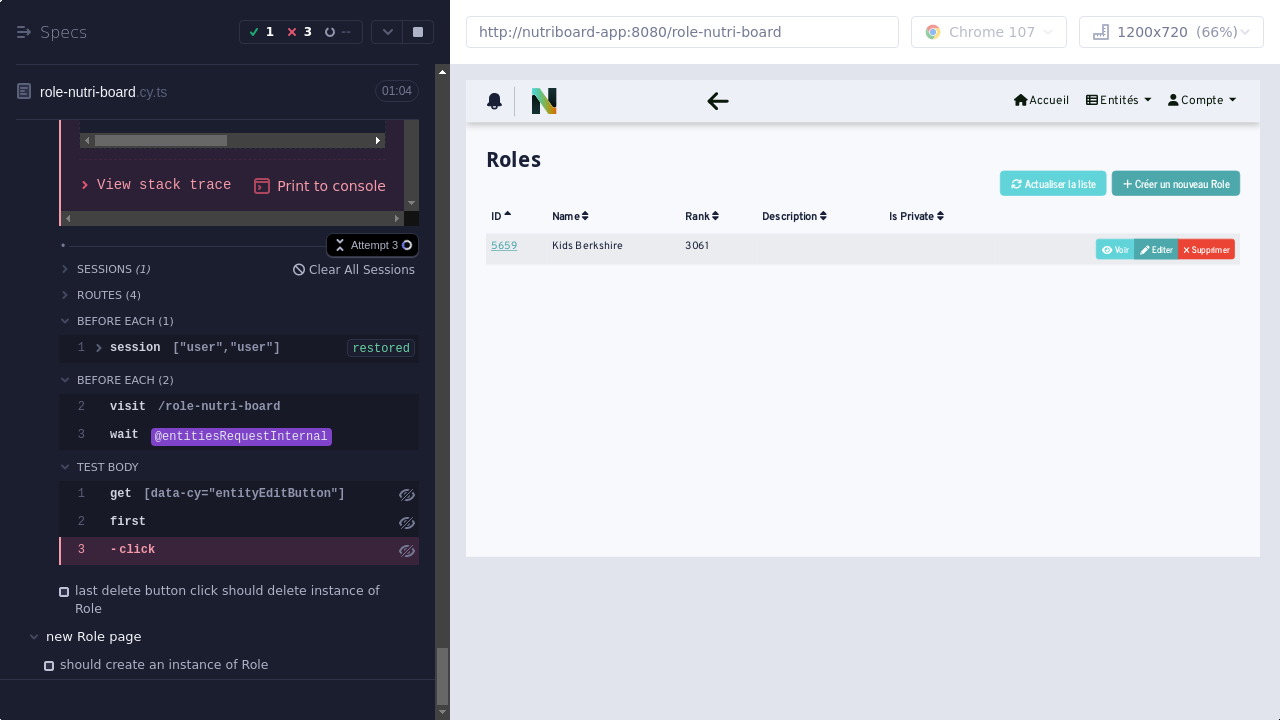 Specs
1
3
--
role-nutri-board.cy.ts
01:04
View stack trace
Print to console
Attempt 3
SESSIONS (1)
Clear All Sessions
ROUTES (4)
BEFORE EACH (1)
1 session ["user","user"] restored
BEFORE EACH (2)
2 visit /role-nutri-board
3 wait @entitiesRequestInternal
TEST BODY
1 get [data-cy="entityEditButton"]
2 first
3 -click
last delete button click should delete instance of
Role
new Role page
should create an instance of Role
http://nutriboard-app:8080/role-nutri-board
Chrome 107
1200x720 (66%)
Accueil
Entités
Compte
Roles
Actualiser la liste
Créer un nouveau Role
ID Name Rank Description Is Private
5659 Kids Berkshire 3061 Voir Editer Supprimer